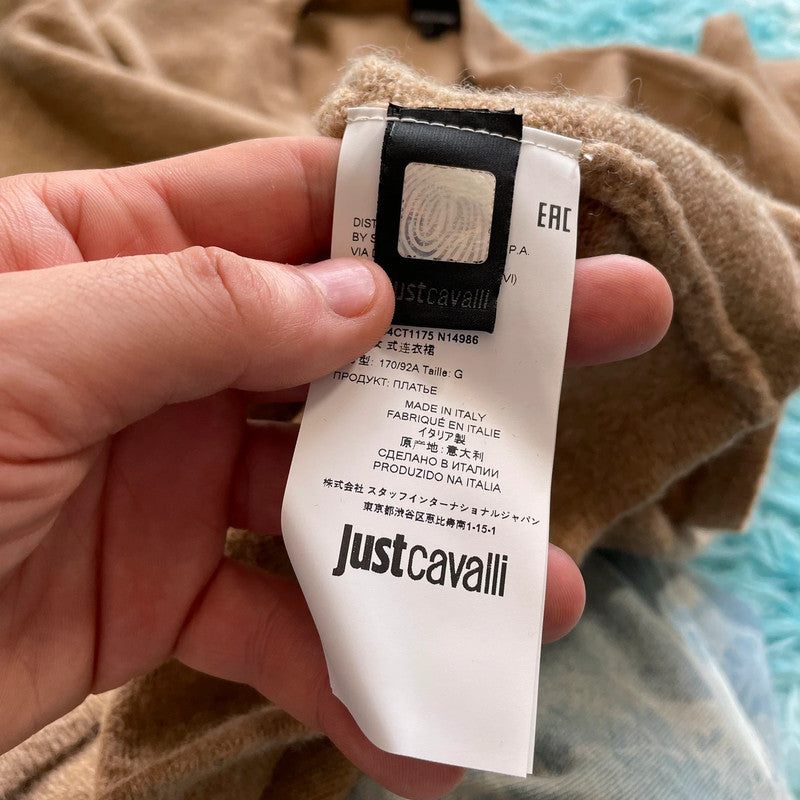 EAC
DIST
BY S P.A.
VIA D
VI)
justcavalli
4CT1175 N14986
式连衣裙
型: 170/92A Taille: G
ПРОДУКТ: ПЛАТЬЕ
MADE IN ITALY
FABRIQUÉ EN ITALIE
イタリア製
原产地: 意大利
СДЕЛАНО В ИТАЛИИ
PRODUZIDO NA ITALIA
株式会社 スタッフインターナショナルジャパン
東京都渋谷区恵比寿南1-15-1
justcavalli